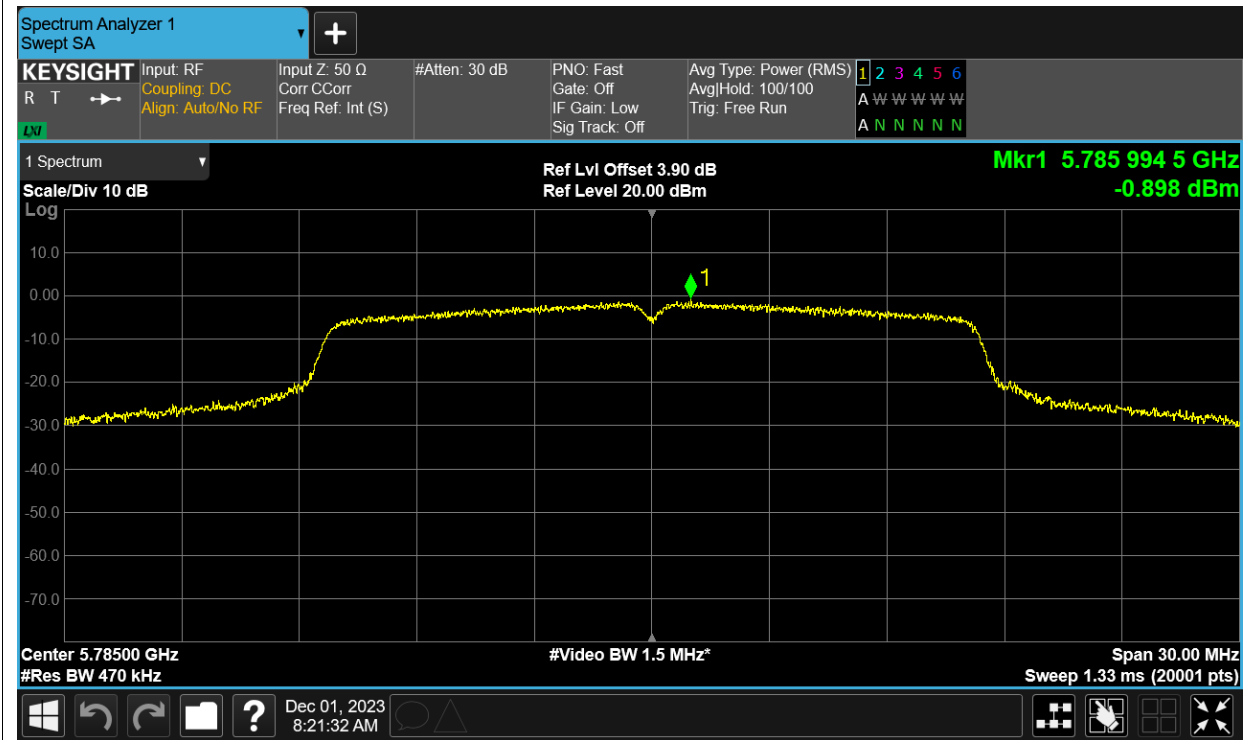 Spectrum Analyzer 1
Swept SA
KEYSIGHT
R T
LXI
Input: RF
Coupling: DC
Align: Auto/No RF
Input Z: 50 Ω
Corr CCorr
Freq Ref: Int (S)
#Atten: 30 dB
PNO: Fast
Gate: Off
IF Gain: Low
Sig Track: Off
Avg Type: Power (RMS)
Avg|Hold: 100/100
Trig: Free Run
1 2 3 4 5 6
A W W W W W
A N N N N N
1 Spectrum
Scale/Div 10 dB
Ref Lvl Offset 3.90 dB
Ref Level 20.00 dBm
Mkr1 5.785 994 5 GHz
-0.898 dBm
Log
10.0
0.00
-10.0
-20.0
-30.0
-40.0
-50.0
-60.0
-70.0
1
Center 5.78500 GHz
#Res BW 470 kHz
#Video BW 1.5 MHz*
Span 30.00 MHz
Sweep 1.33 ms (20001 pts)
?
Dec 01, 2023
8:21:32 AM